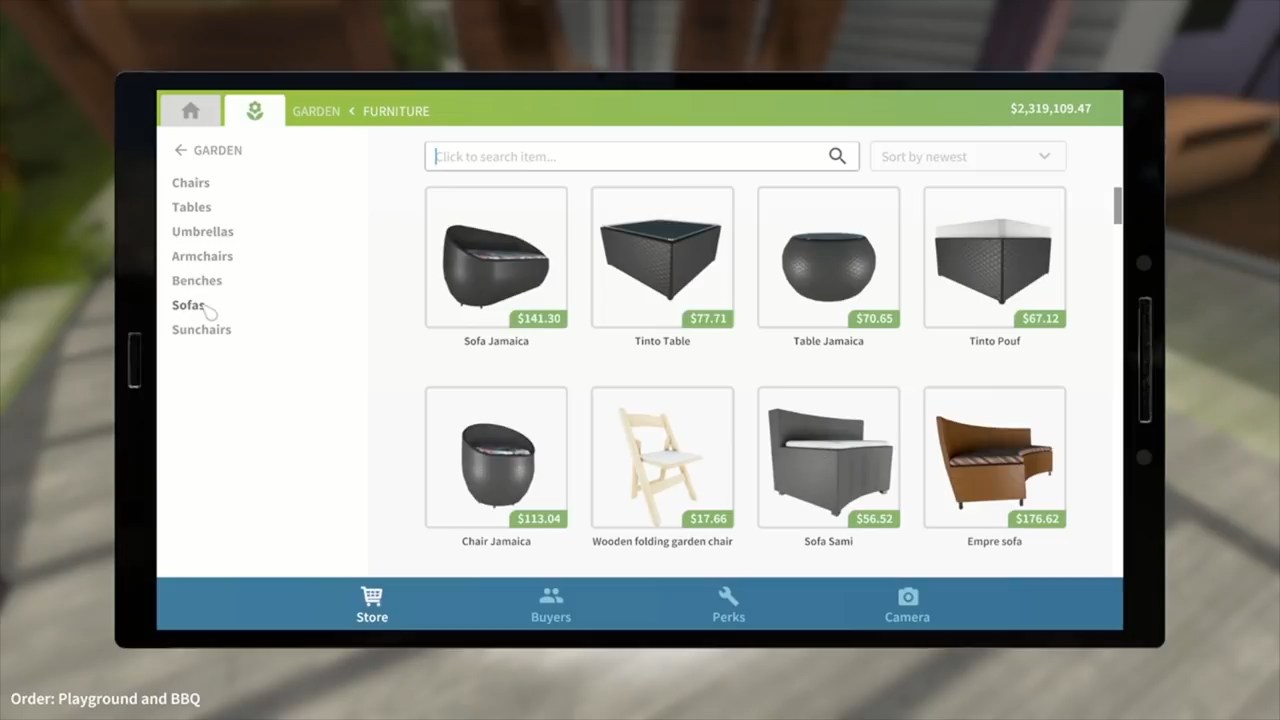 GARDEN < FURNITURE
$2,319,109.47
GARDEN
Click to search item...
Sort by newest
Chairs
Tables
Umbrellas
Armchairs
Benches
Sofas
Sunchairs
$141.30
$77.71
$70.65
$67.12
Sofa Jamaica
Tinto Table
Table Jamaica
Tinto Pouf
$113.04
$17.66
$56.52
$176.62
Chair Jamaica
Wooden folding garden chair
Sofa Sami
Empre sofa
Store
Buyers
Perks
Camera
Order: Playground and BBQ